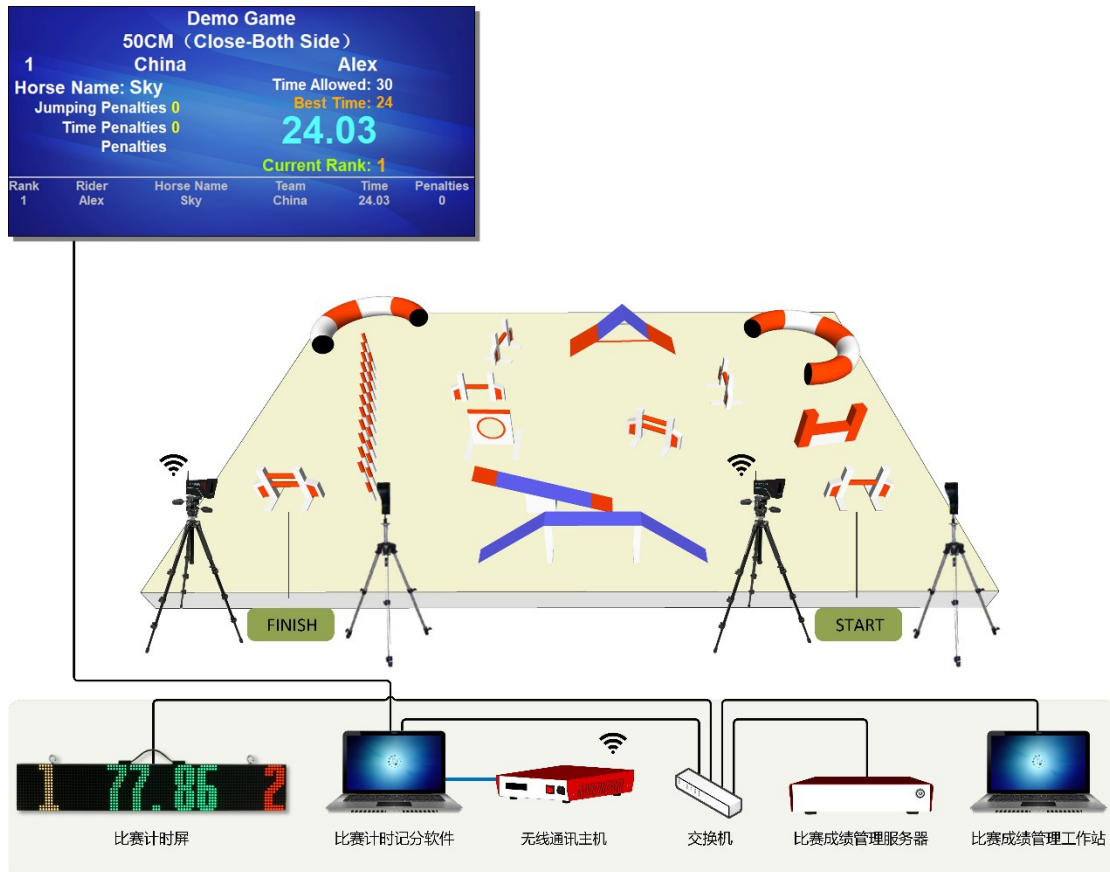 Demo Game
50CM（Close-Both Side）
1 China Alex
Horse Name: Sky Time Allowed: 30
Jumping Penalties 0 Best Time: 24
Time Penalties 0 24.03
Penalties
Current Rank: 1
Rank Rider Horse Name Team Time Penalties
1 Alex Sky China 24.03 0
FINISH START
1 77.86 2
比赛计时屏 比赛计时记分软件 无线通讯主机 交换机 比赛成绩管理服务器 比赛成绩管理工作站